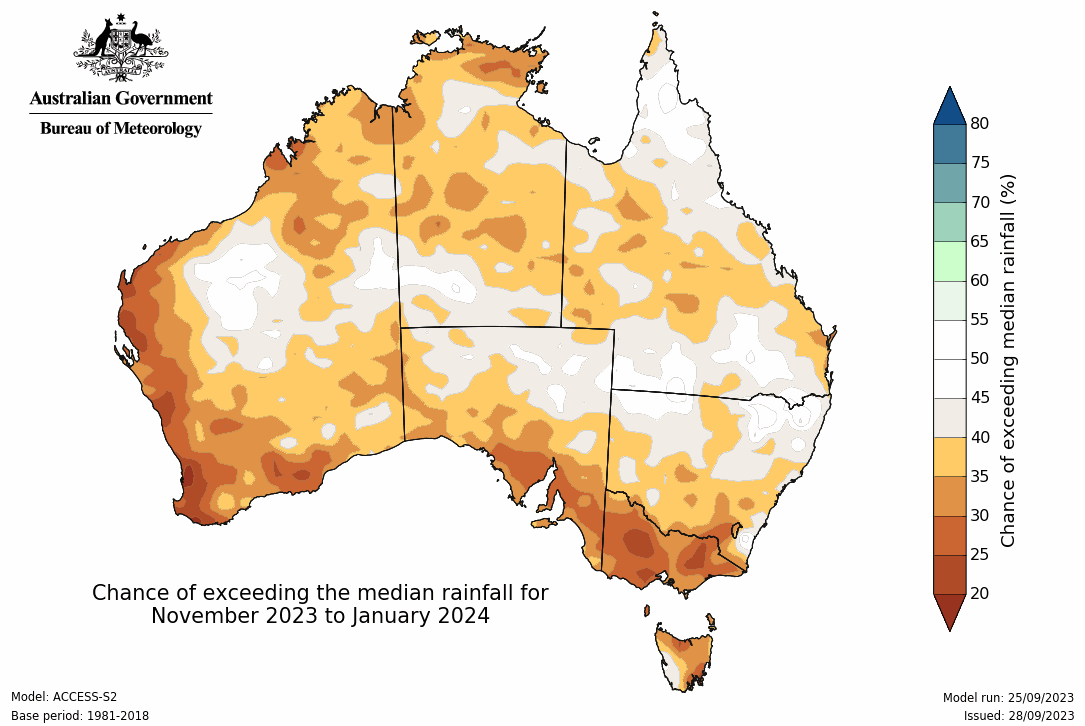 AUSTRALIA
Australian Government
Bureau of Meteorology
80
75
70
65
60
55
50
45
40
35
30
25
20
Chance of exceeding median rainfall (%)
Chance of exceeding the median rainfall for
November 2023 to January 2024
Model: ACCESS-S2
Base period: 1981-2018
Model run: 25/09/2023
Issued: 28/09/2023